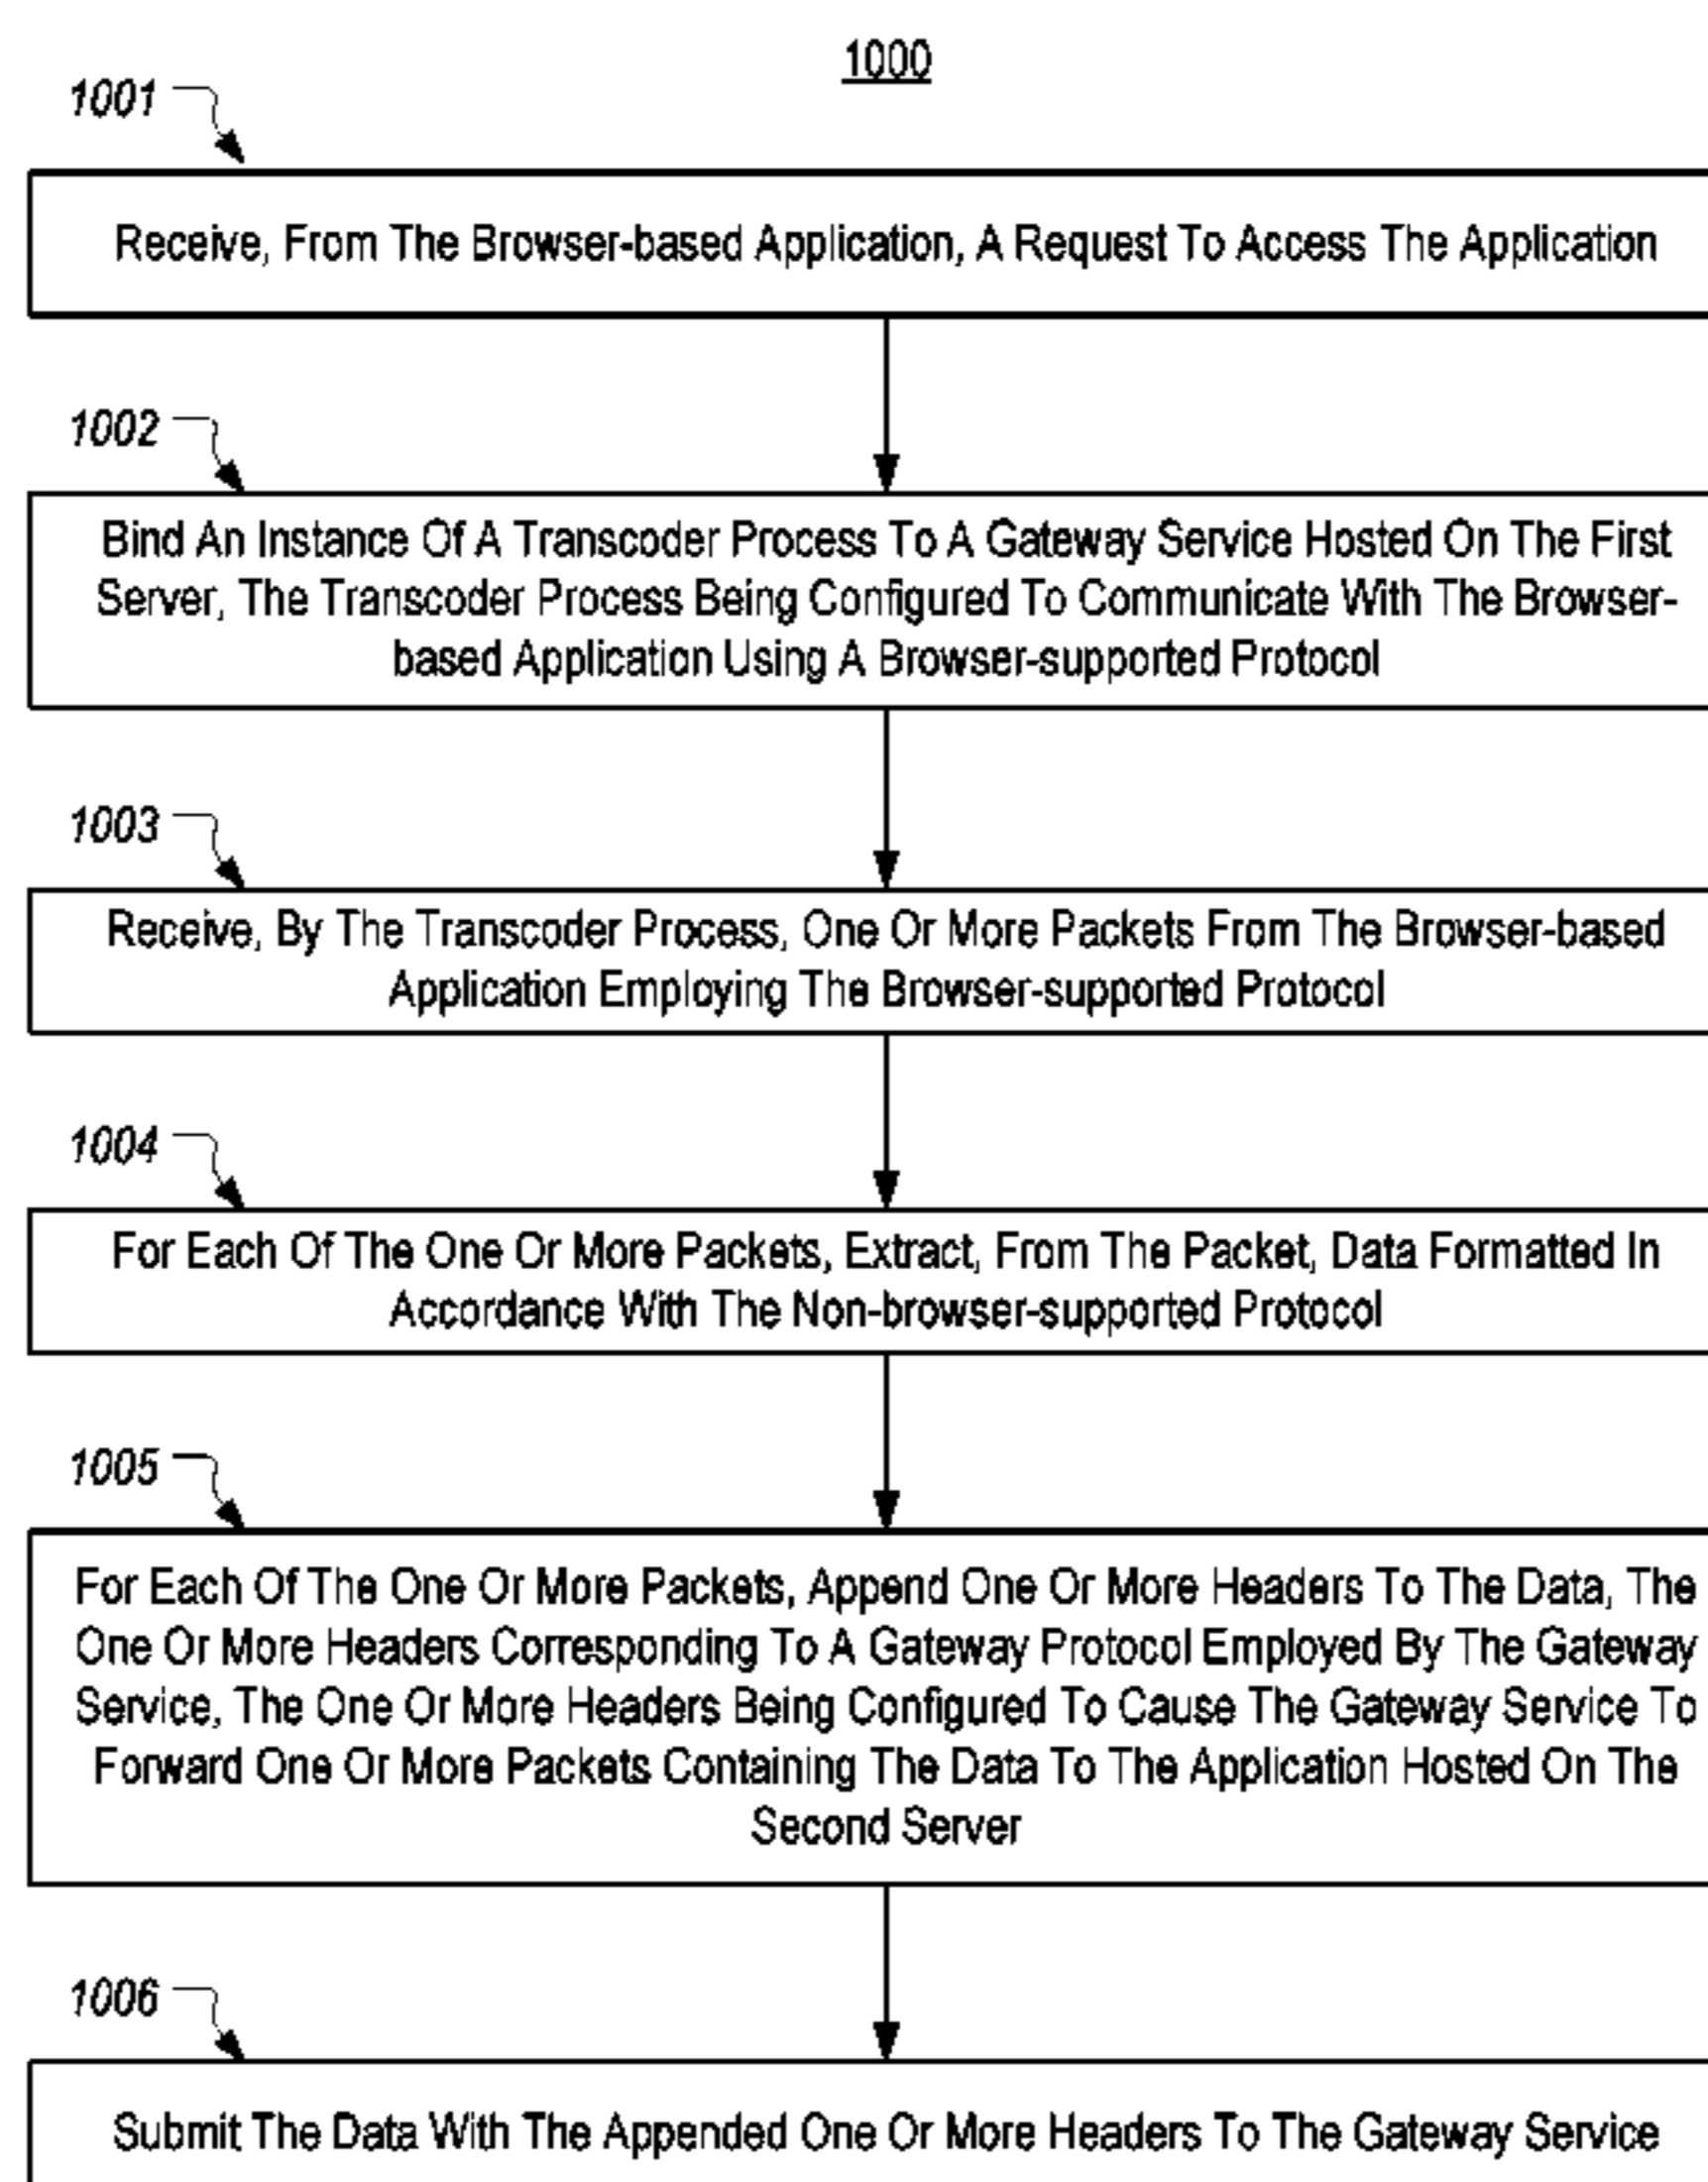 1000
1001
Receive, From The Browser-based Application, A Request To Access The Application
1002
Bind An Instance Of A Transcoder Process To A Gateway Service Hosted On The First
Server, The Transcoder Process Being Configured To Communicate With The Browser-
based Application Using A Browser-supported Protocol
1003
Receive, By The Transcoder Process, One Or More Packets From The Browser-based
Application Employing The Browser-supported Protocol
1004
For Each Of The One Or More Packets, Extract, From The Packet, Data Formatted In
Accordance With The Non-browser-supported Protocol
1005
For Each Of The One Or More Packets, Append One Or More Headers To The Data, The
One Or More Headers Corresponding To A Gateway Protocol Employed By The Gateway
Service, The One Or More Headers Being Configured To Cause The Gateway Service To
Forward One Or More Packets Containing The Data To The Application Hosted On The
Second Server
1006
Submit The Data With The Appended One Or More Headers To The Gateway Service